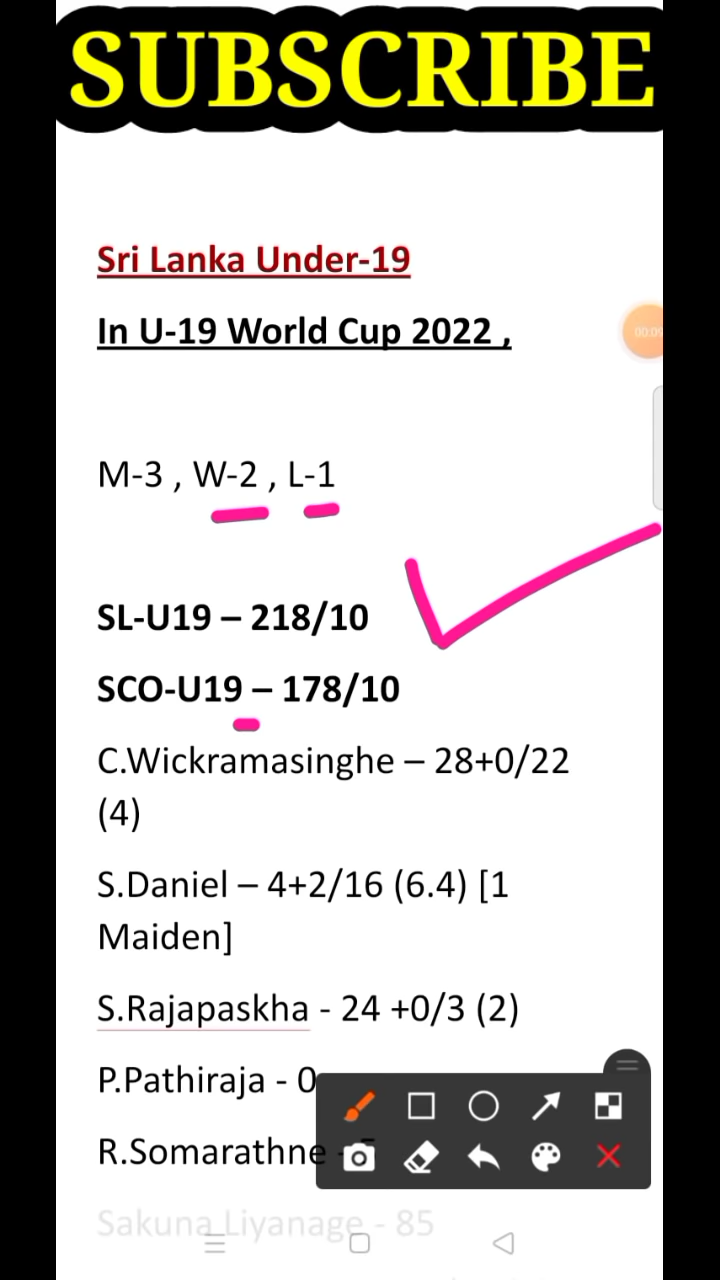 SUBSCRIBE
Sri Lanka Under-19
In U-19 World Cup 2022 ,
M-3 , W-2 , L-1
SL-U19 – 218/10
SCO-U19 – 178/10
C.Wickramasinghe – 28+0/22
(4)
S.Daniel – 4+2/16 (6.4) [1
Maiden]
S.Rajapaskha - 24 +0/3 (2)
P.Pathiraja - 0
R.Somarathne
Sakuna Liyanage - 85